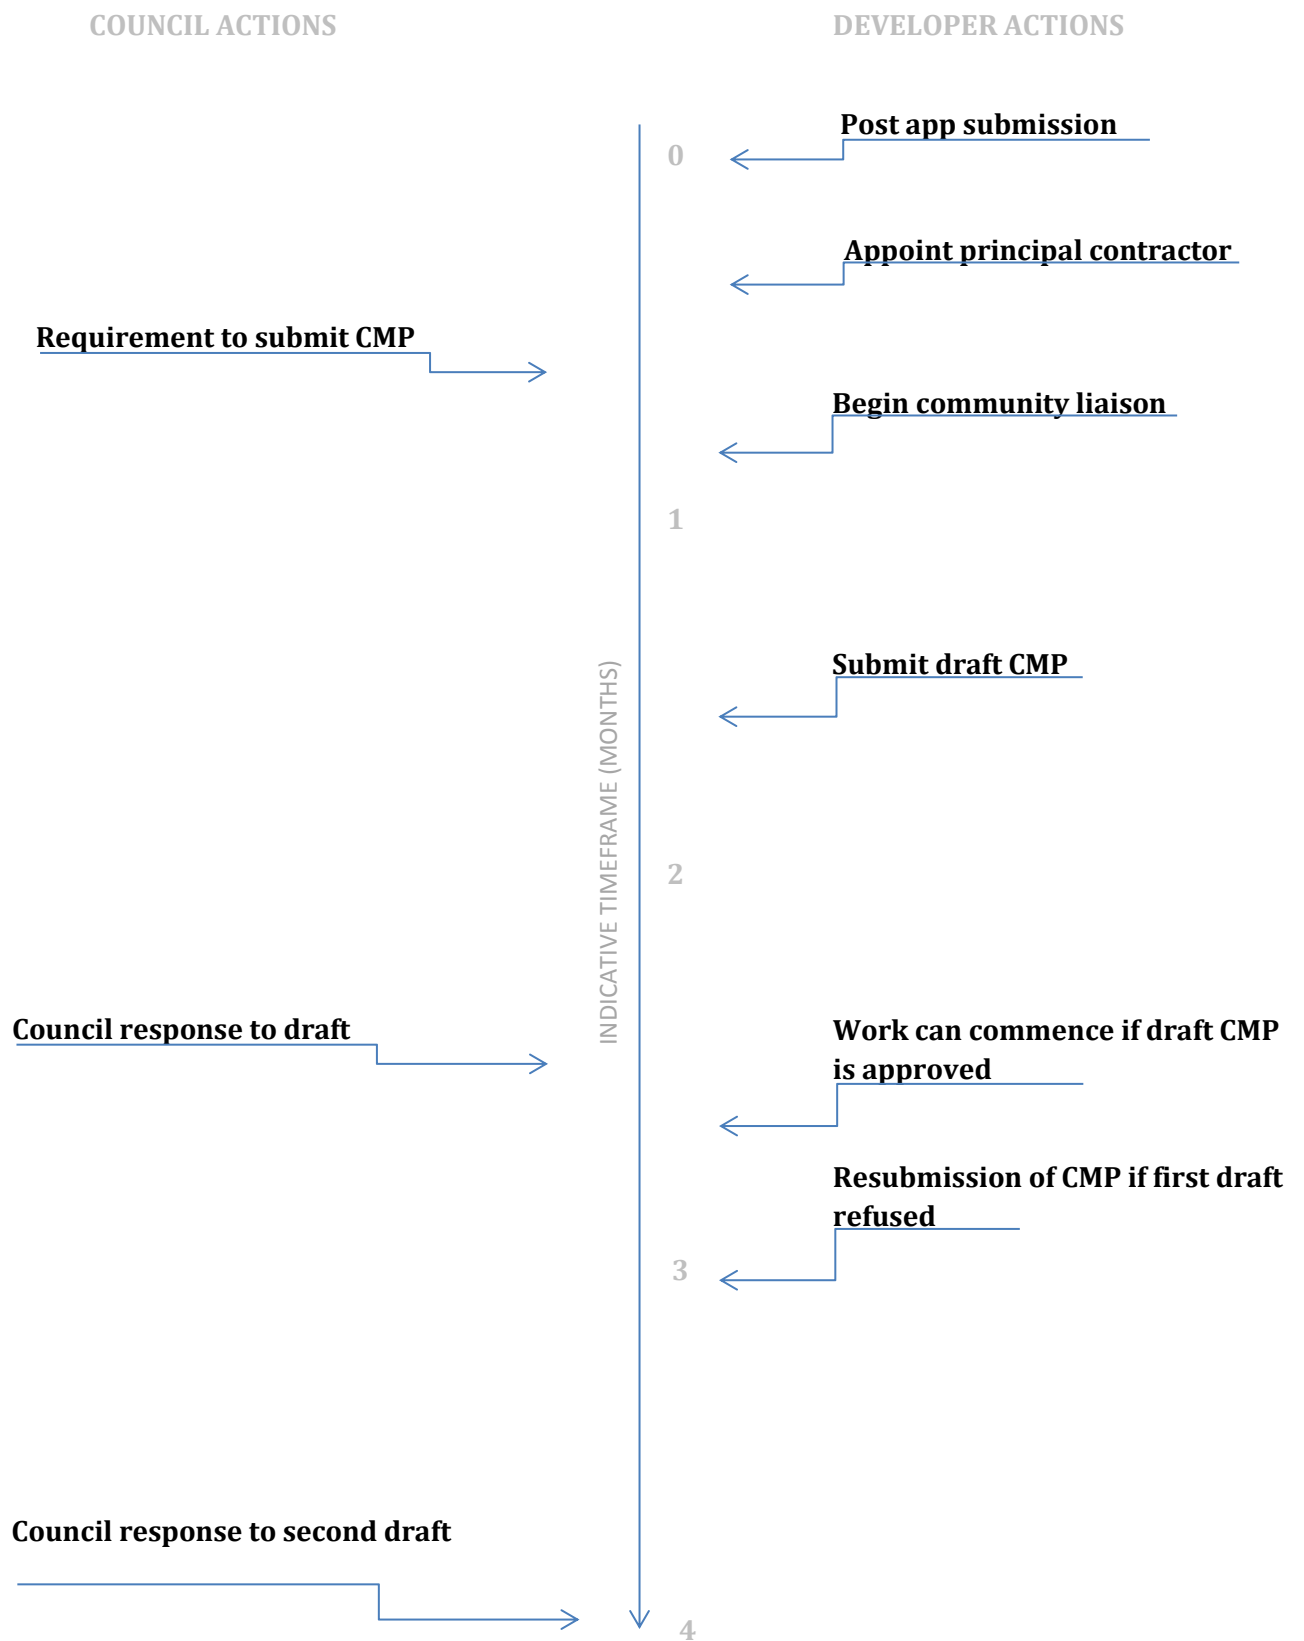 COUNCIL ACTIONS
DEVELOPER ACTIONS
Post app submission
0
Appoint principal contractor
Requirement to submit CMP
Begin community liaison
1
Submit draft CMP
INDICATIVE TIMEFRAME (MONTHS)
2
Council response to draft
Work can commence if draft CMP
is approved
Resubmission of CMP if first draft
refused
3
Council response to second draft
4